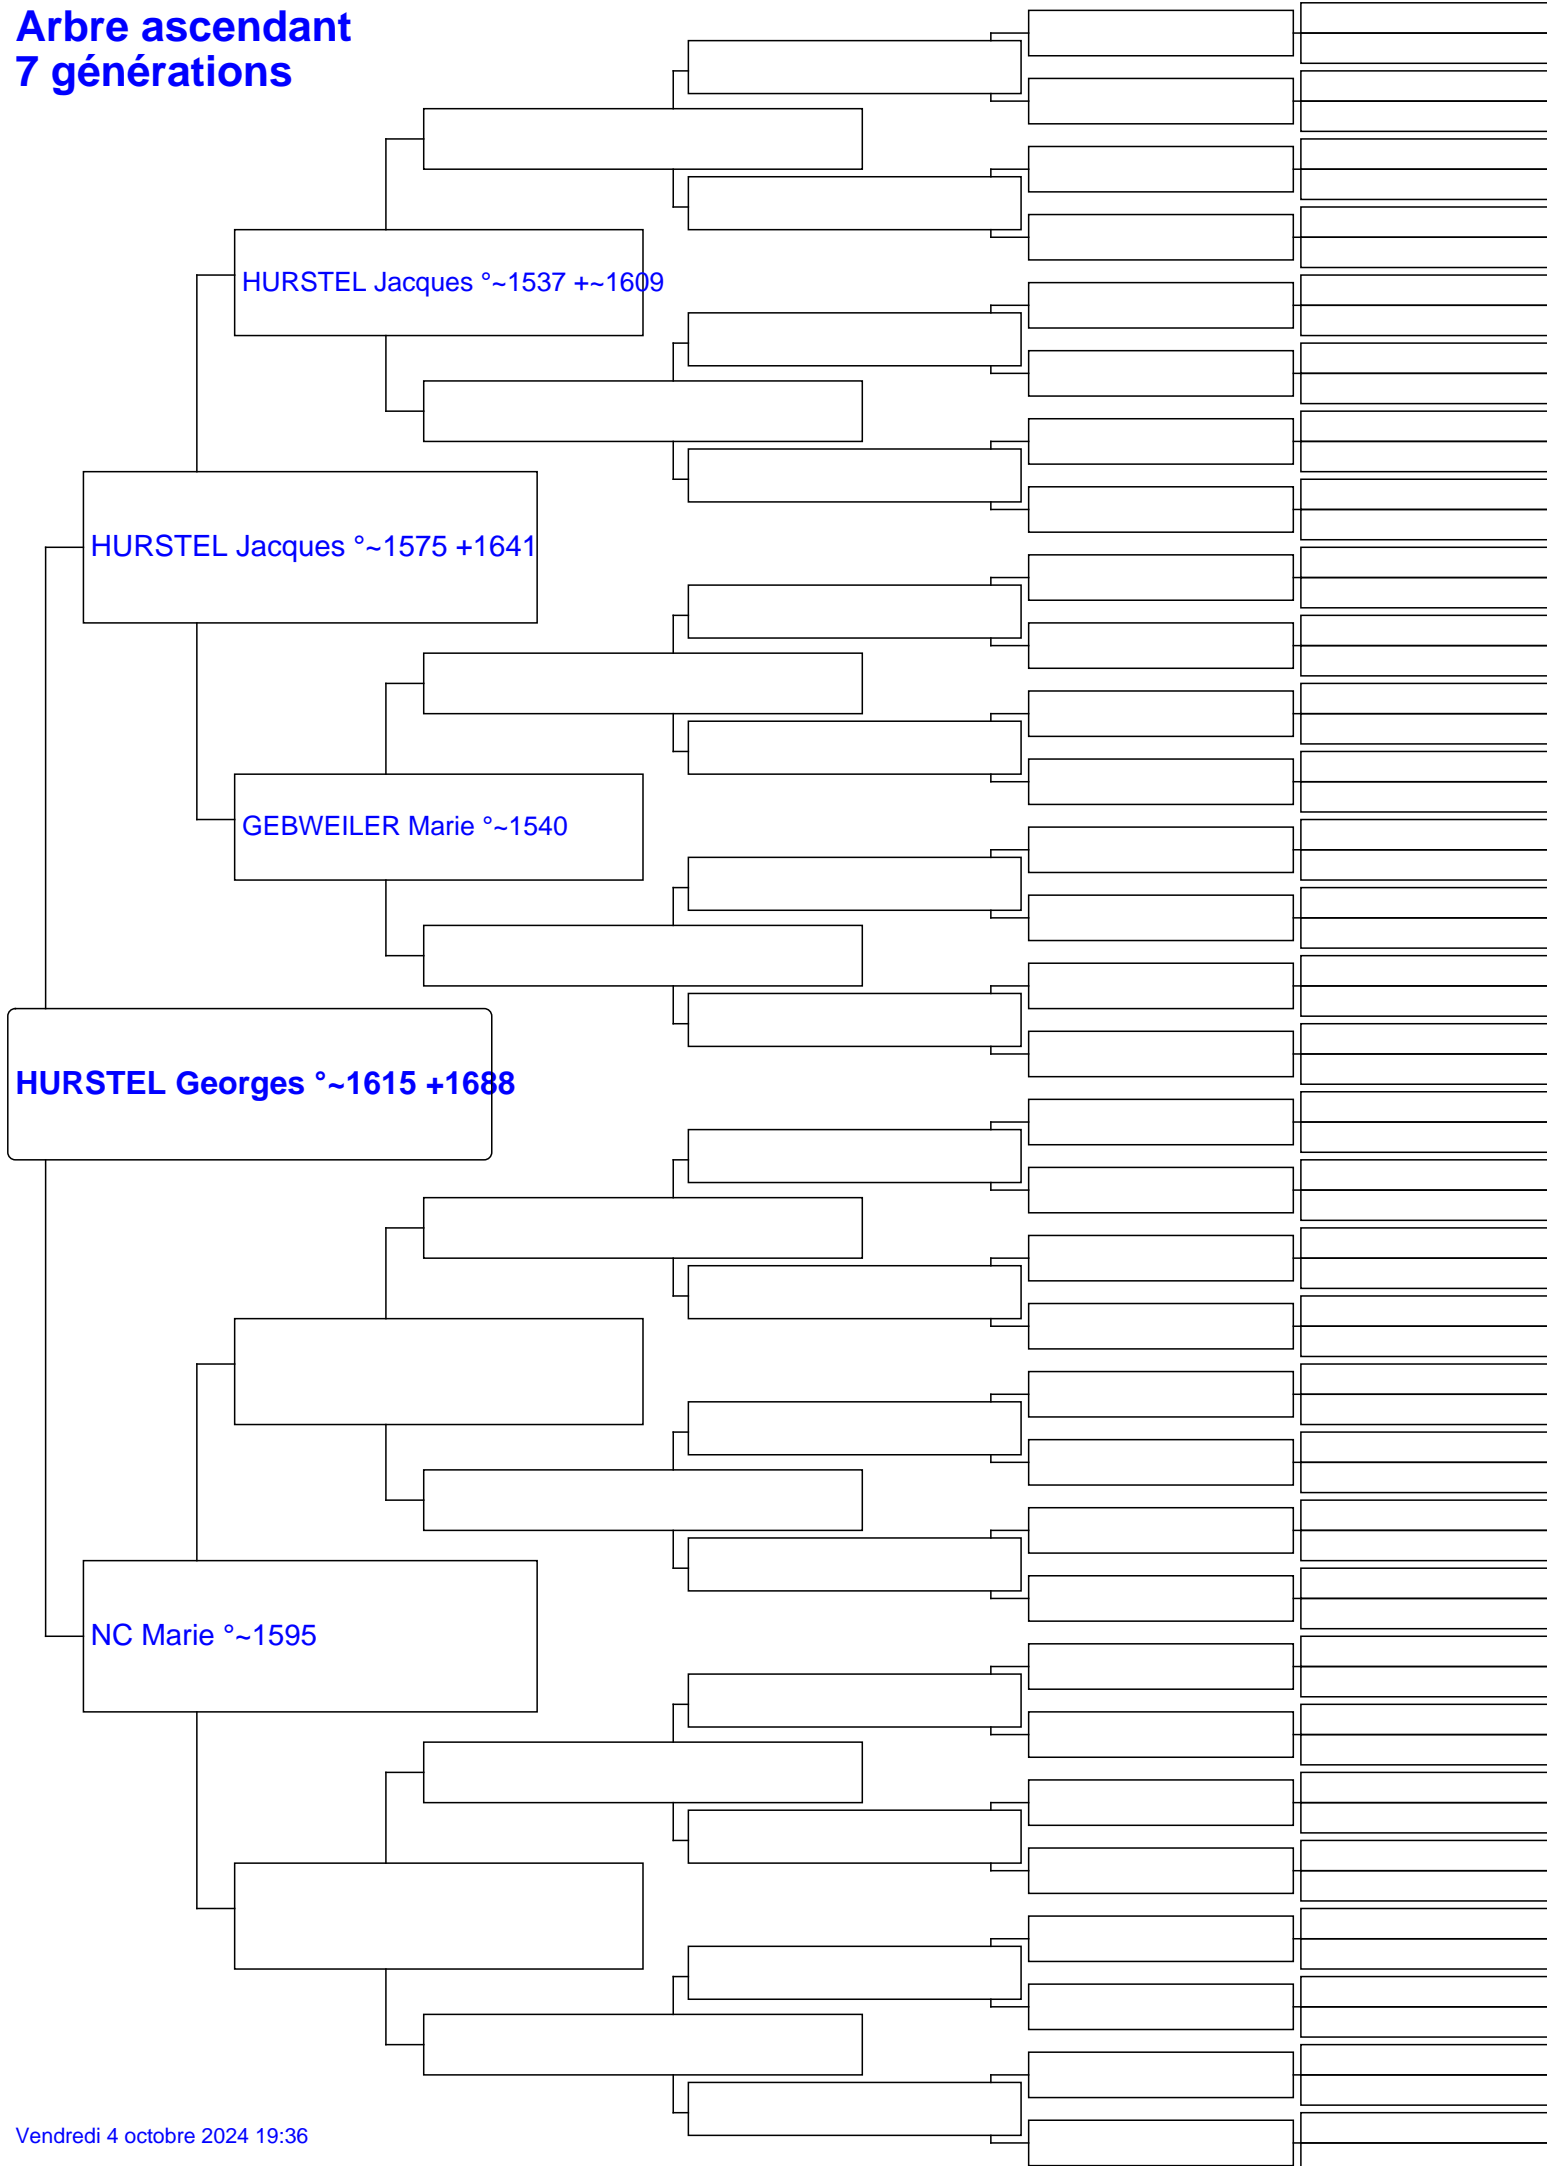 Arbre ascendant
7 générations
HURSTEL Jacques °~1537 +~1609
HURSTEL Jacques °~1575 +1641
GEBWEILER Marie °~1540
HURSTEL Georges °~1615 +1688
NC Marie °~1595
Vendredi 4 octobre 2024 19:36